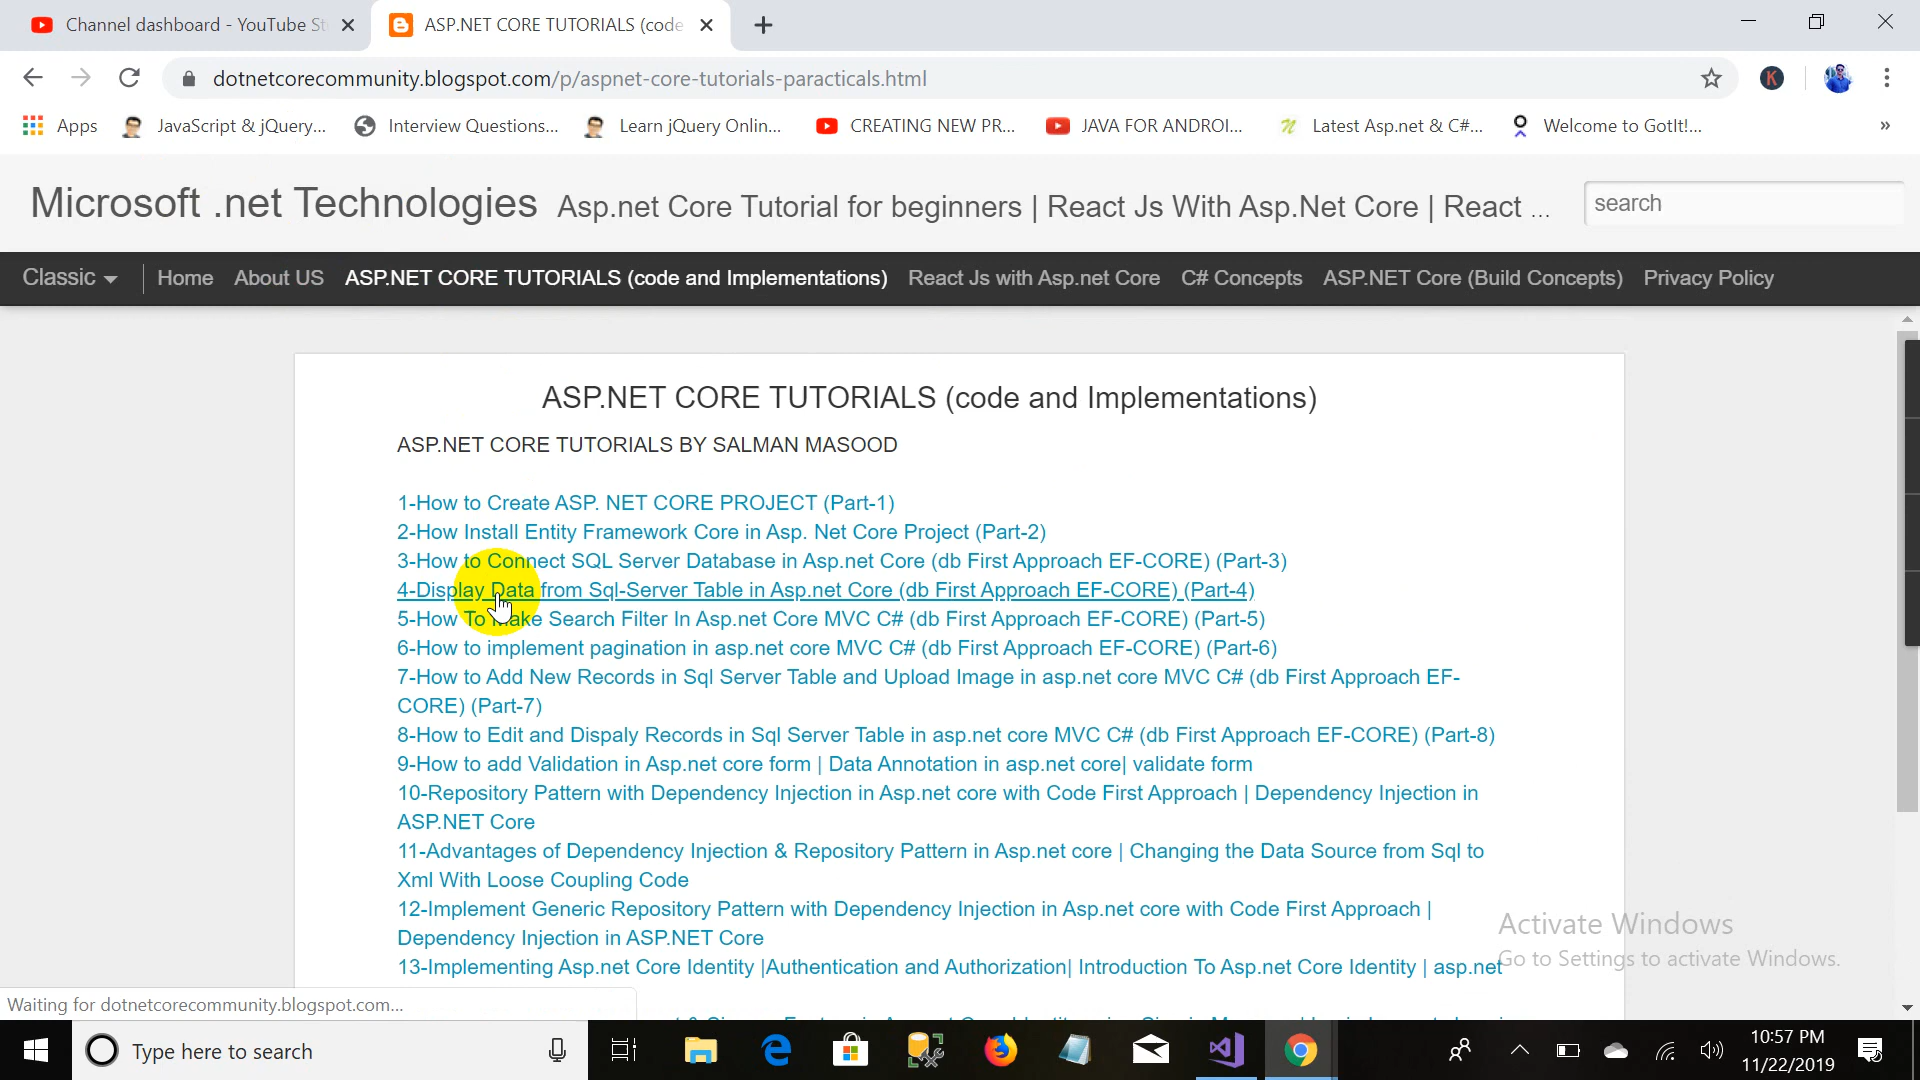 Channel dashboard - YouTube St
ASP.NET CORE TUTORIALS (code
dotnetcorecommunity.blogspot.com/p/aspnet-core-tutorials-paracticals.html
K
Apps
JavaScript & jQuery...
Interview Questions...
Learn jQuery Onlin...
CREATING NEW PR...
JAVA FOR ANDROI...
Latest Asp.net & C#...
Welcome to GotIt!...
»
Microsoft .net Technologies Asp.net Core Tutorial for beginners | React Js With Asp.Net Core | React ...
search
Classic
Home
About US
ASP.NET CORE TUTORIALS (code and Implementations)
React Js with Asp.net Core
C# Concepts
ASP.NET Core (Build Concepts)
Privacy Policy
ASP.NET CORE TUTORIALS (code and Implementations)
ASP.NET CORE TUTORIALS BY SALMAN MASOOD
1-How to Create ASP. NET CORE PROJECT (Part-1)
2-How Install Entity Framework Core in Asp. Net Core Project (Part-2)
3-How to Connect SQL Server Database in Asp.net Core (db First Approach EF-CORE) (Part-3)
4-Display Data from Sql-Server Table in Asp.net Core (db First Approach EF-CORE) (Part-4)
5-How To Make Search Filter In Asp.net Core MVC C# (db First Approach EF-CORE) (Part-5)
6-How to implement pagination in asp.net core MVC C# (db First Approach EF-CORE) (Part-6)
7-How to Add New Records in Sql Server Table and Upload Image in asp.net core MVC C# (db First Approach EF-
CORE) (Part-7)
8-How to Edit and Dispaly Records in Sql Server Table in asp.net core MVC C# (db First Approach EF-CORE) (Part-8)
9-How to add Validation in Asp.net core form | Data Annotation in asp.net core| validate form
10-Repository Pattern with Dependency Injection in Asp.net core with Code First Approach | Dependency Injection in
ASP.NET Core
11-Advantages of Dependency Injection & Repository Pattern in Asp.net core | Changing the Data Source from Sql to
Xml With Loose Coupling Code
12-Implement Generic Repository Pattern with Dependency Injection in Asp.net core with Code First Approach |
Dependency Injection in ASP.NET Core
13-Implementing Asp.net Core Identity |Authentication and Authorization| Introduction To Asp.net Core Identity | asp.net
Activate Windows
Go to Settings to activate Windows.
Waiting for dotnetcorecommunity.blogspot.com...
Type here to search
10:57 PM
11/22/2019